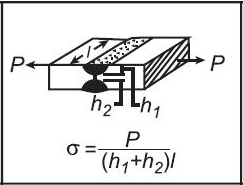 l
P P
h₂ h₁
σ = P / (h₁+h₂)l